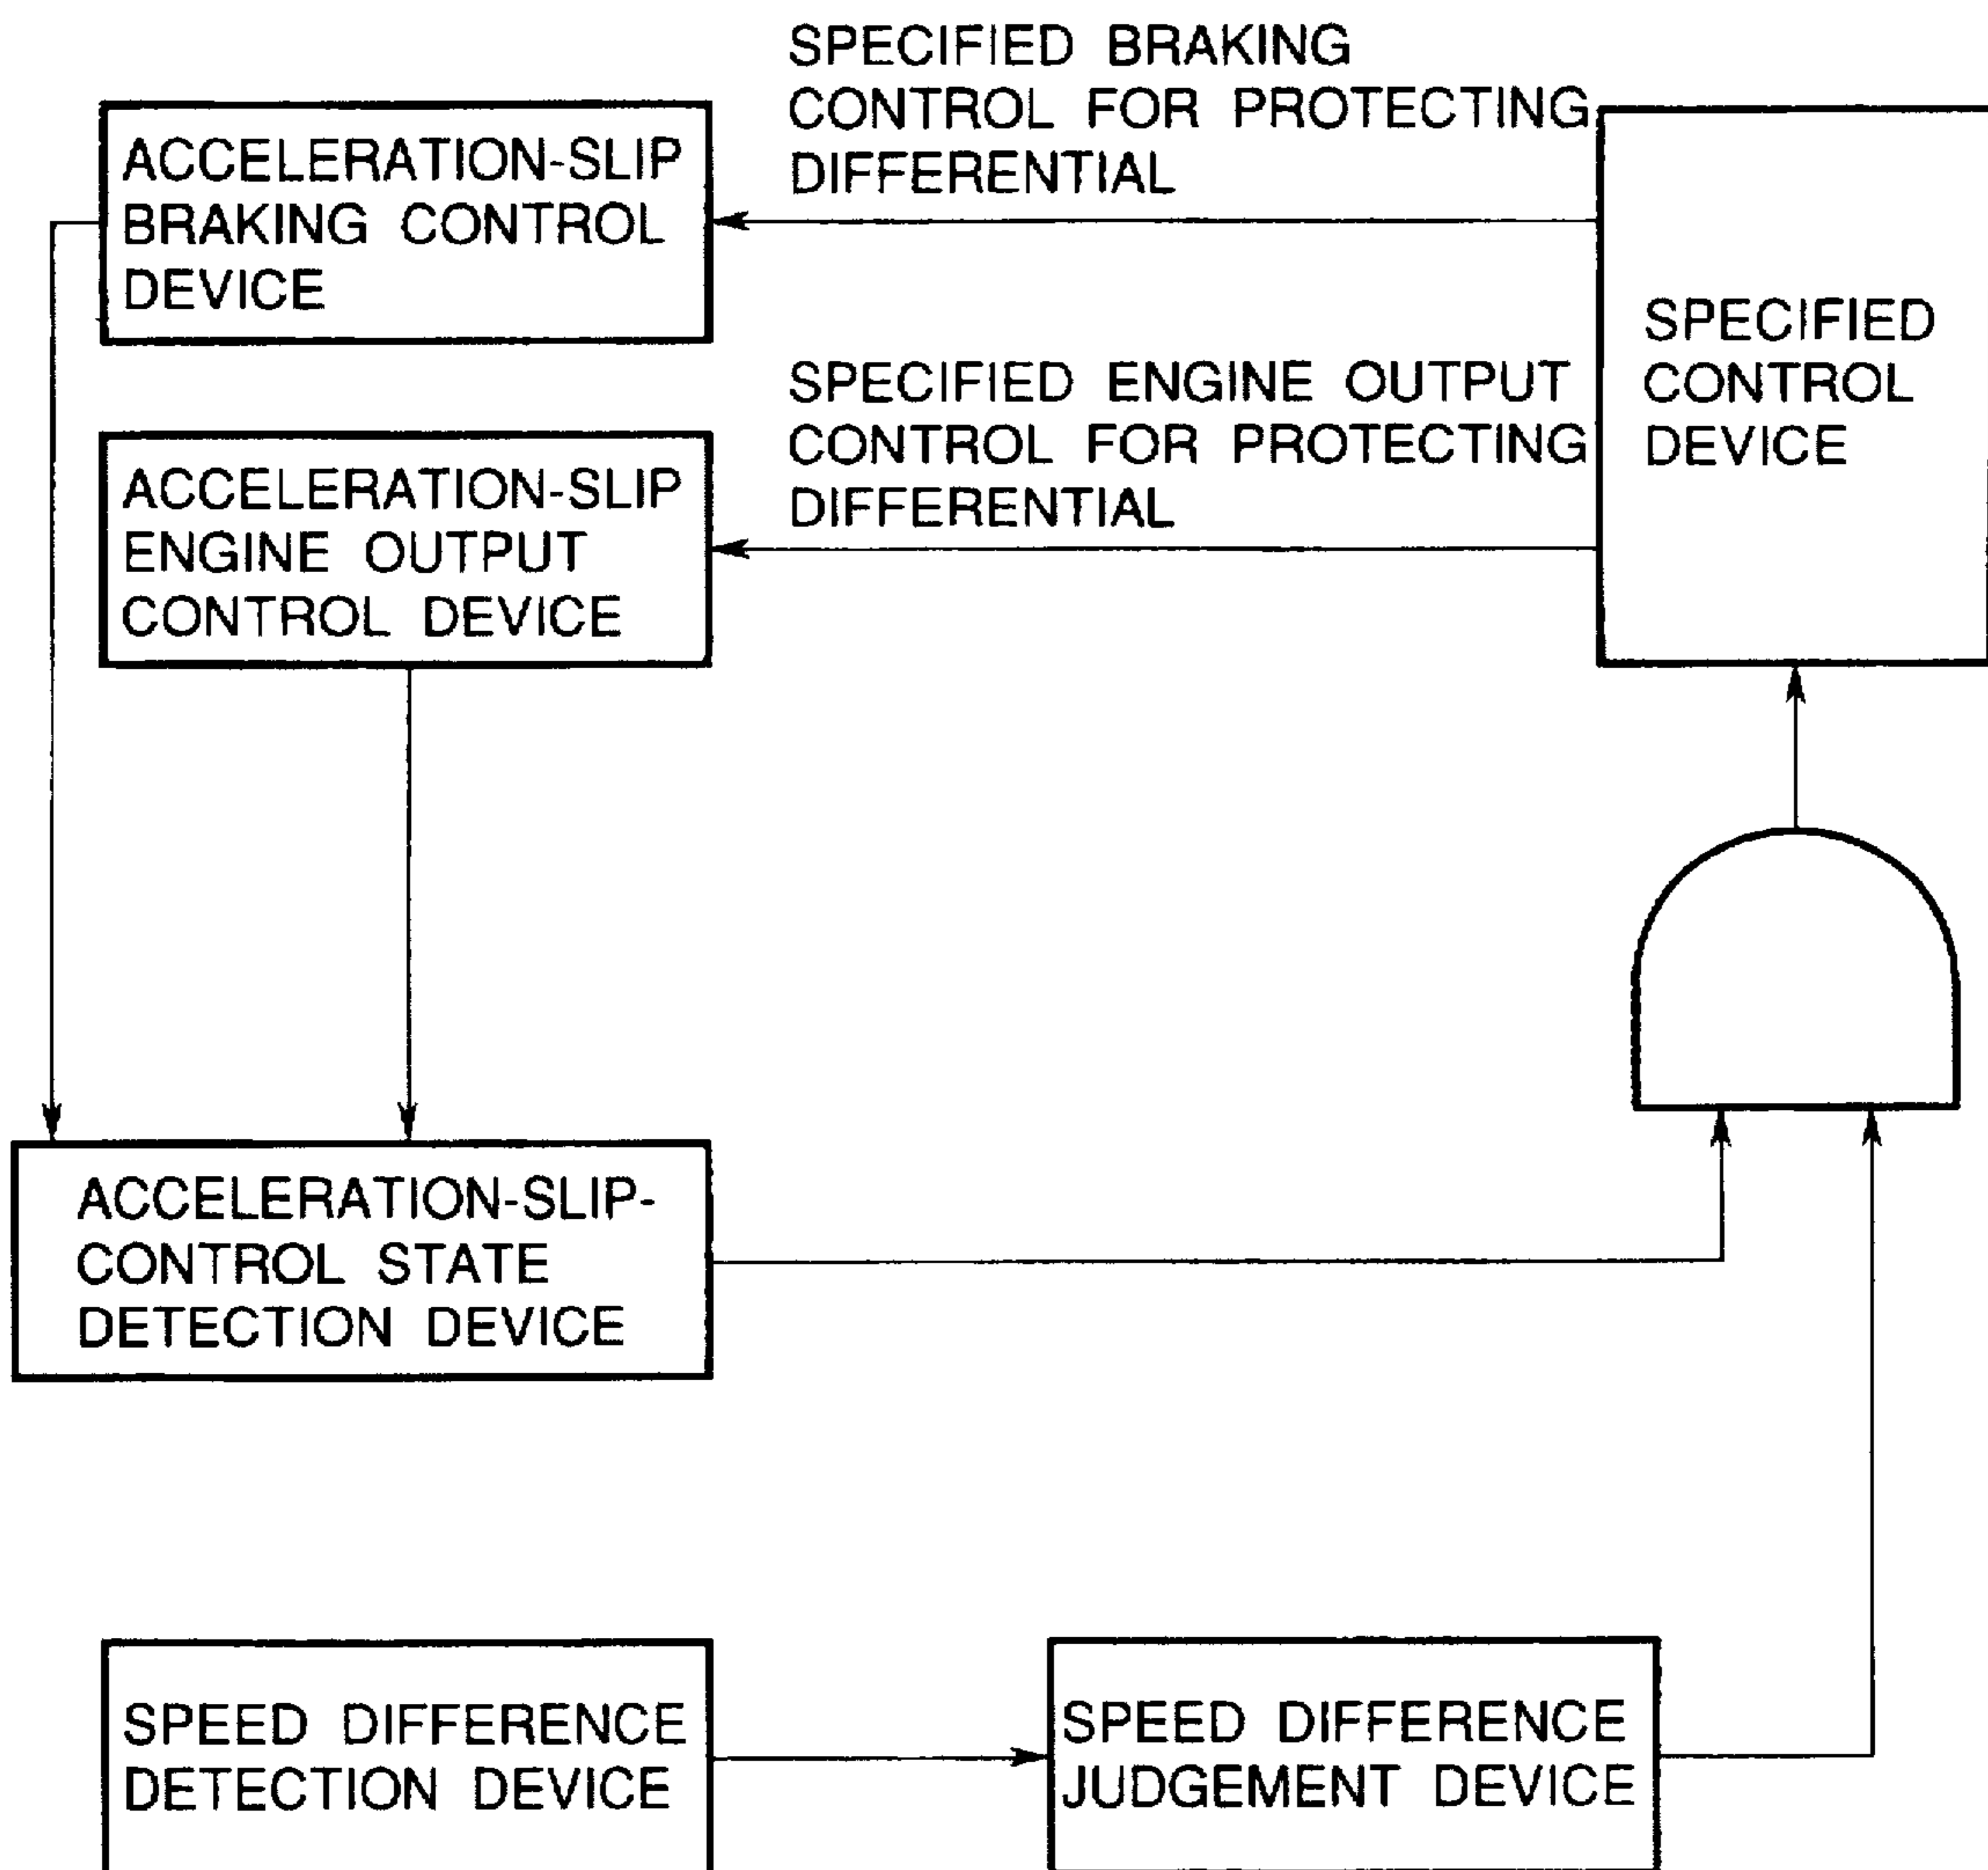 SPECIFIED BRAKING
CONTROL FOR PROTECTING
DIFFERENTIAL
ACCELERATION-SLIP
BRAKING CONTROL
DEVICE
SPECIFIED
CONTROL
DEVICE
SPECIFIED ENGINE OUTPUT
CONTROL FOR PROTECTING
DIFFERENTIAL
ACCELERATION-SLIP
ENGINE OUTPUT
CONTROL DEVICE
ACCELERATION-SLIP-
CONTROL STATE
DETECTION DEVICE
SPEED DIFFERENCE
DETECTION DEVICE
SPEED DIFFERENCE
JUDGEMENT DEVICE